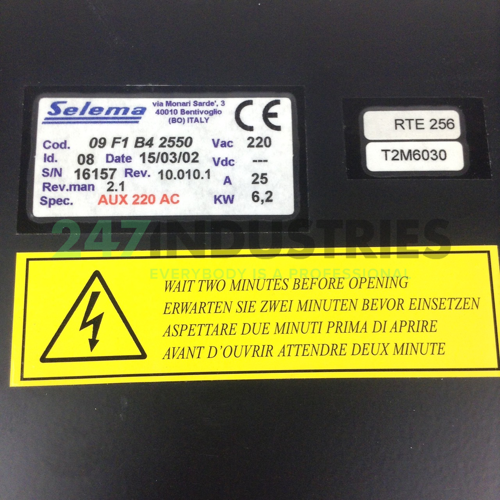 Selema
via Monari Sarde', 3
40010 Bentivoglio
(BO) ITALY
CE
Cod. 09 F1 B4 2550 Vac 220
Id. 08 Date 15/03/02 Vdc ---
S/N 16157 Rev. 10.010.1 A 25
Rev.man 2.1
Spec. AUX 220 AC KW 6,2
RTE 256
T2M6030
247INDUSTRIES
EVERYBODY IS A PROFESSIONAL
WAIT TWO MINUTES BEFORE OPENING
ERWARTEN SIE ZWEI MINUTEN BEVOR EINSETZEN
ASPETTARE DUE MINUTI PRIMA DI APRIRE
AVANT D'OUVRIR ATTENDRE DEUX MINUTE